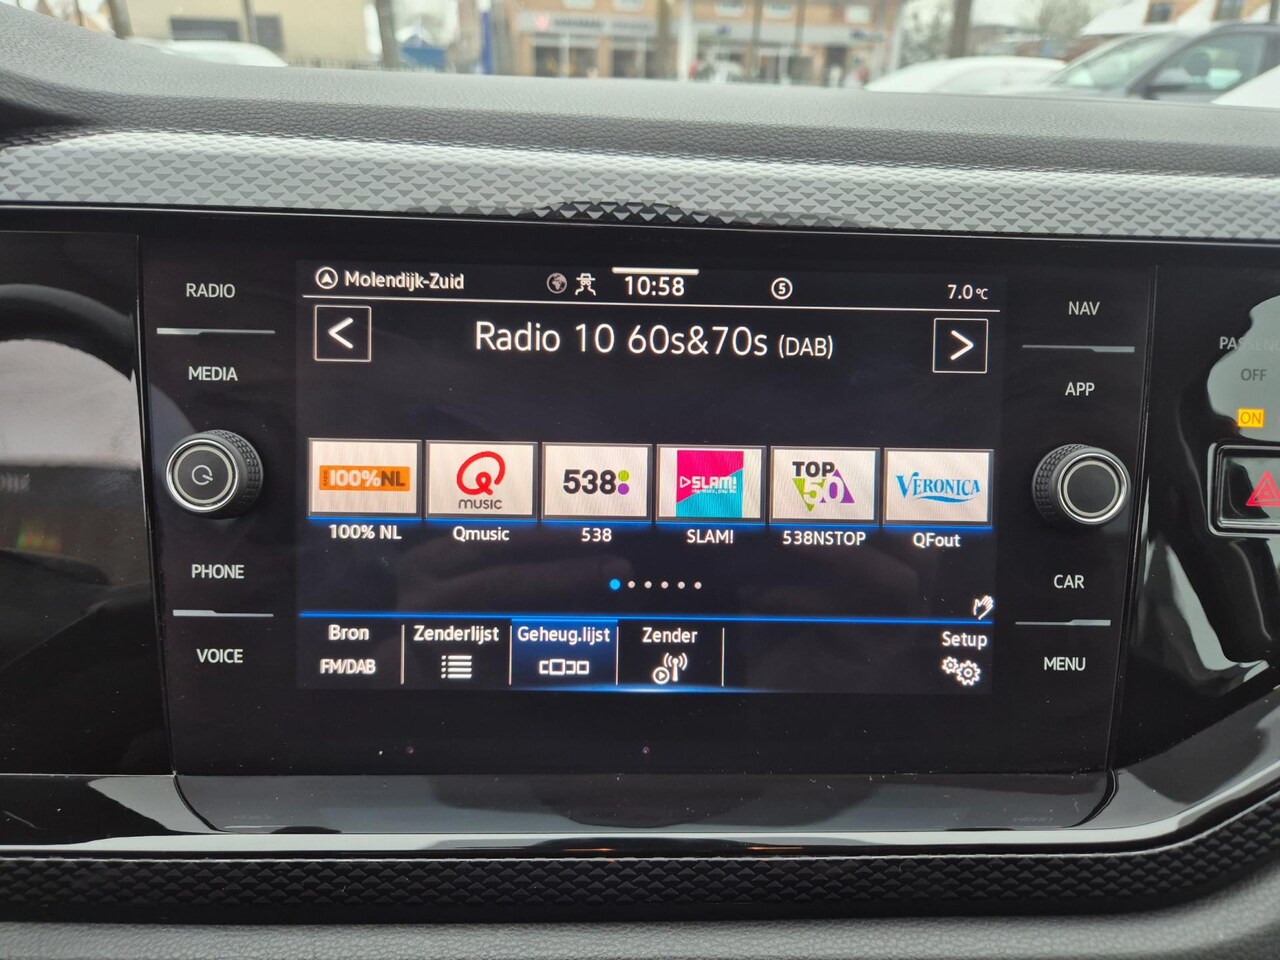 RADIO
MEDIA
PHONE
VOICE
Molendijk-Zuid
10:58
5
7.0°C
<
Radio 10 60s&70s (DAB)
>
100%NL
Q
MUSIC
538
SLAM!
TOP
50
VERONICA
100% NL
Qmusic
538
SLAM!
538NSTOP
QFout
Bron
FM/DAB
Zenderlijst
Geheug.lijst
Zender
Setup
NAV
APP
CAR
MENU
OFF
ON